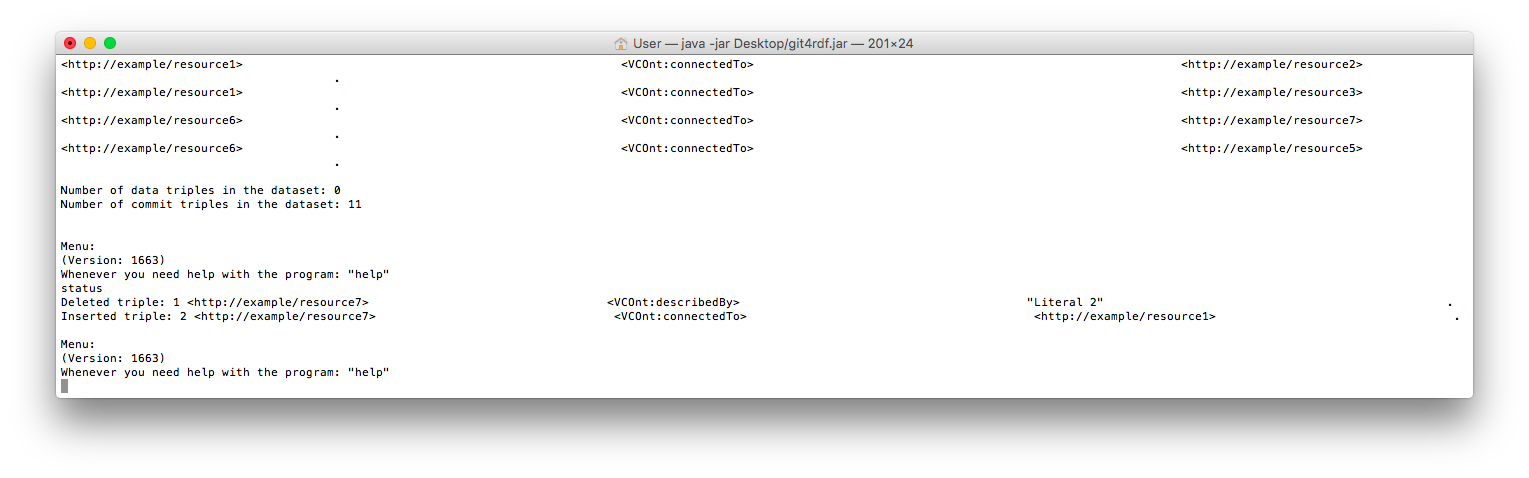 User — java -jar Desktop/git4rdf.jar — 201×24
<http://example/resource1> <VCOnt:connectedTo> <http://example/resource2>
.
<http://example/resource1> <VCOnt:connectedTo> <http://example/resource3>
.
<http://example/resource6> <VCOnt:connectedTo> <http://example/resource7>
.
<http://example/resource6> <VCOnt:connectedTo> <http://example/resource5>
.
Number of data triples in the dataset: 0
Number of commit triples in the dataset: 11
Menu:
(Version: 1663)
Whenever you need help with the program: "help"
status
Deleted triple: 1 <http://example/resource7> <VCOnt:describedBy> "Literal 2" .
Inserted triple: 2 <http://example/resource7> <VCOnt:connectedTo> <http://example/resource1> .
Menu:
(Version: 1663)
Whenever you need help with the program: "help"